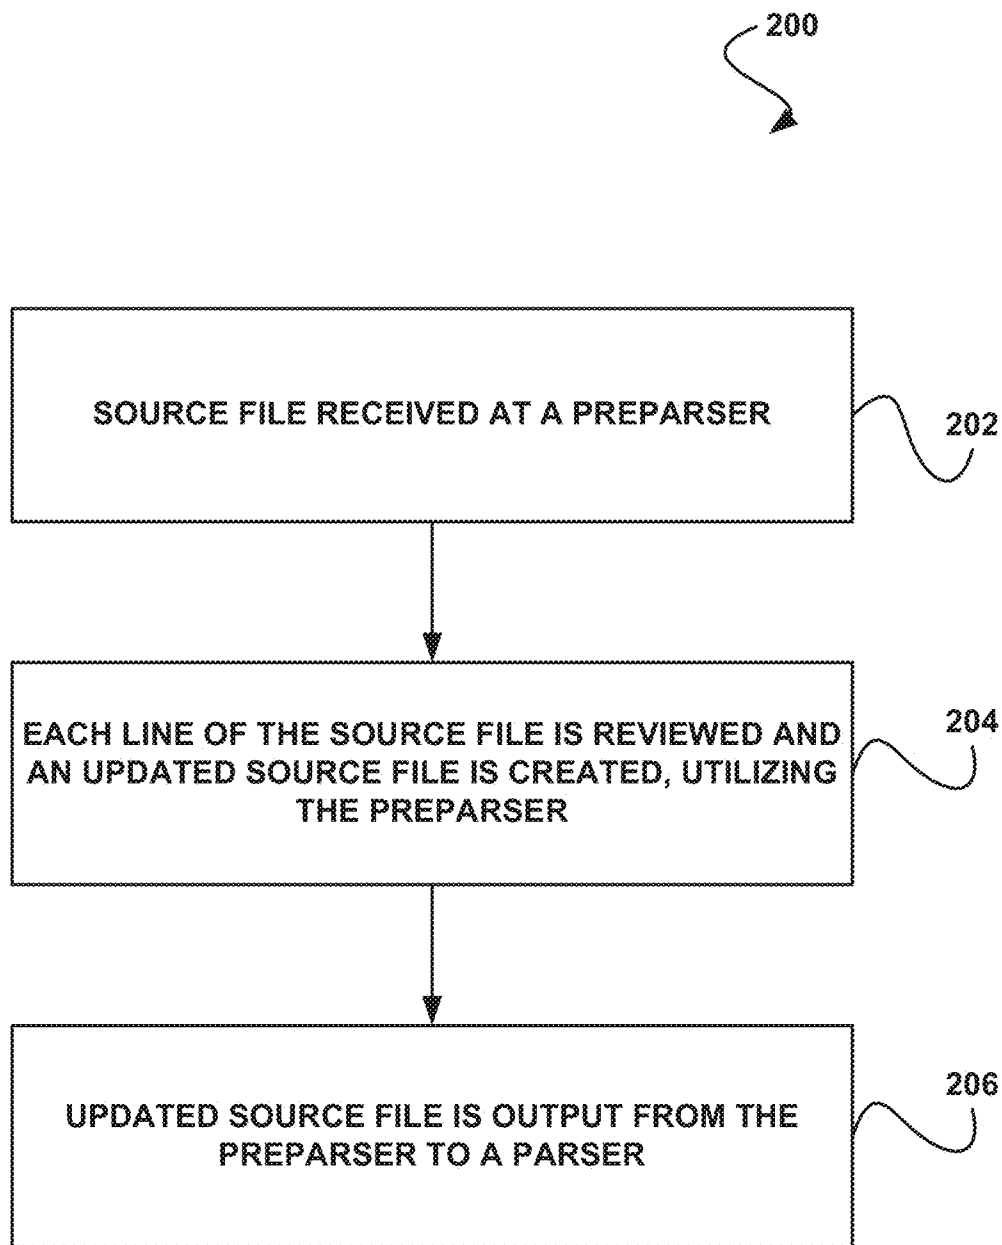 200
SOURCE FILE RECEIVED AT A PREPARSER
202
EACH LINE OF THE SOURCE FILE IS REVIEWED AND
AN UPDATED SOURCE FILE IS CREATED, UTILIZING
THE PREPARSER
204
UPDATED SOURCE FILE IS OUTPUT FROM THE
PREPARSER TO A PARSER
206